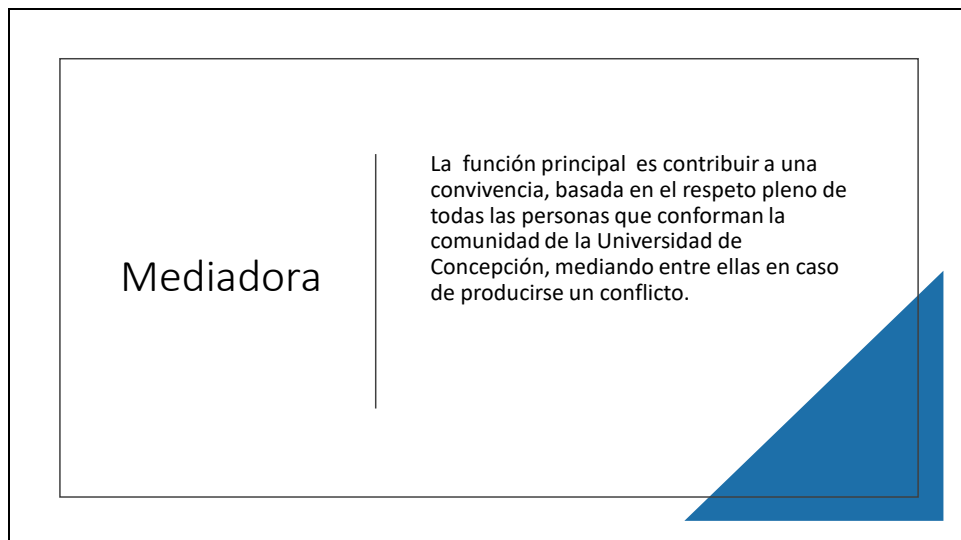 Mediadora
La  función principal  es contribuir a una
convivencia, basada en el respeto pleno de
todas las personas que conforman la
comunidad de la Universidad de
Concepción, mediando entre ellas en caso
de producirse un conflicto.